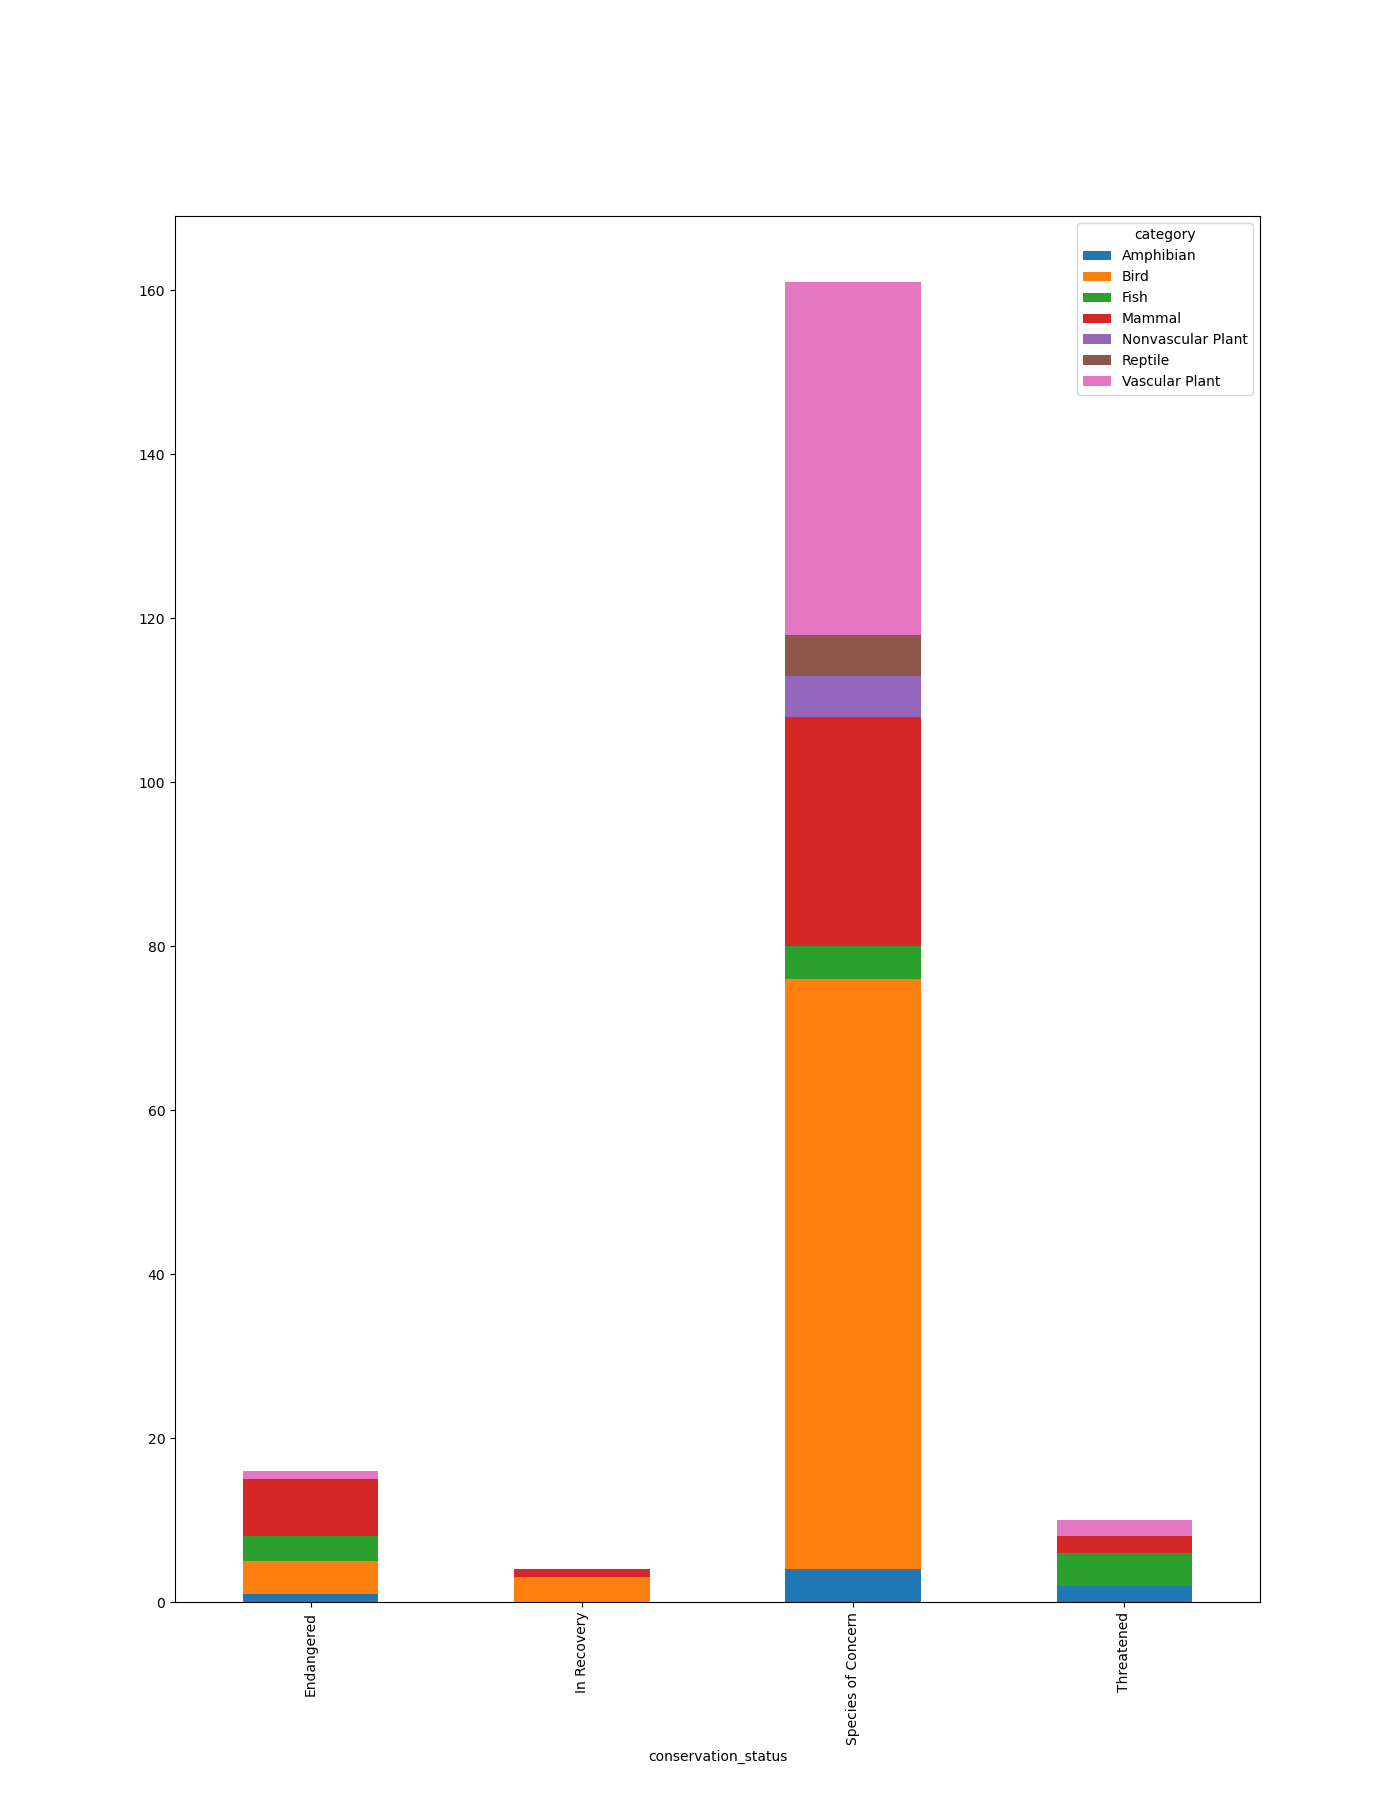 category
Amphibian
Bird
Fish
Mammal
Nonvascular Plant
Reptile
Vascular Plant
160
140
120
100
80
60
40
20
0
Endangered
In Recovery
Species of Concern
Threatened
conservation_status